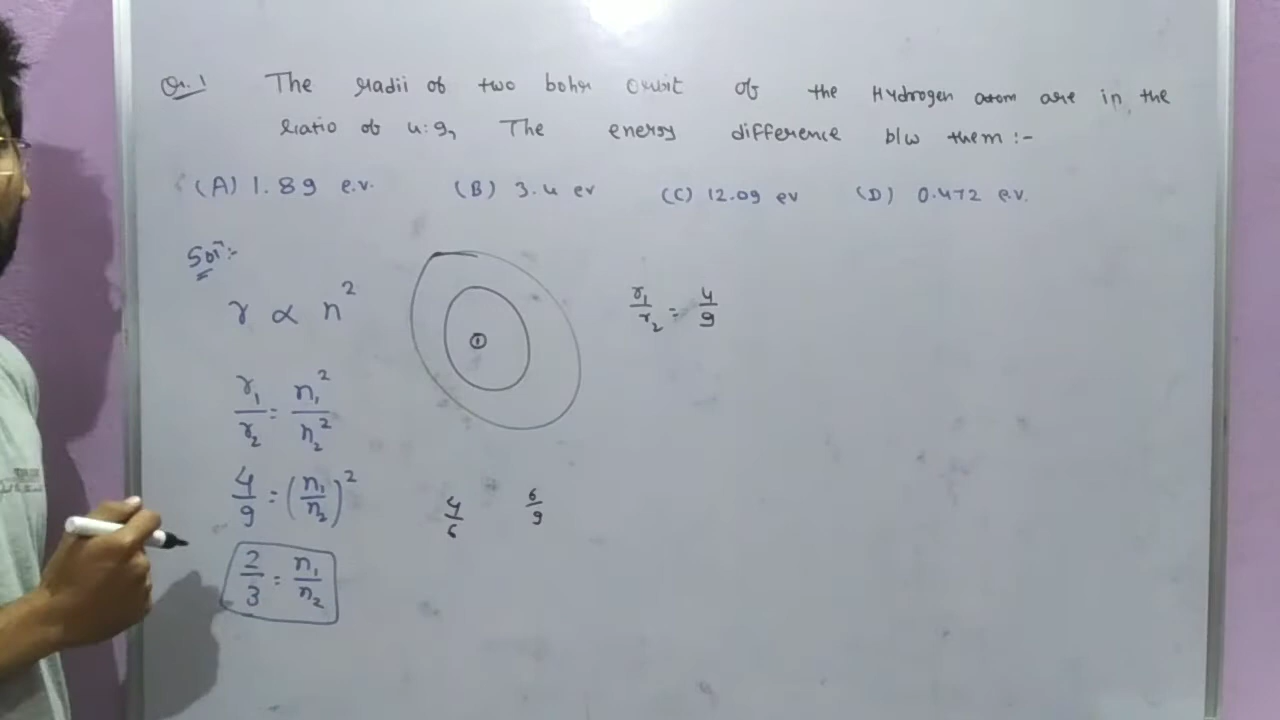 Qu. 1 The radii of two bohr orbit of the Hydrogen atom are in the
ratio of 4:9, The energy difference b/w them :-
(A) 1.89 e.v. (B) 3.4 ev (C) 12.09 ev (D) 0.472 e.v.
Solⁿ:-
r ∝ n²
r₁/r₂ = 4/9
r₁/r₂ = n₁²/n₂²
4/9 = (n₁/n₂)²
4/6 6/9
2/3 = n₁/n₂